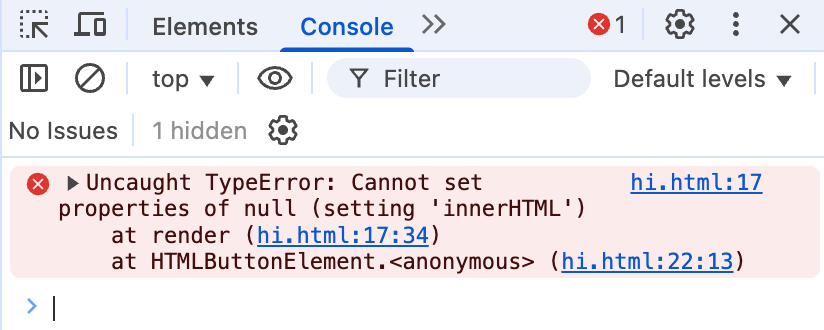 Elements Console 1
top Filter Default levels
No Issues 1 hidden
Uncaught TypeError: Cannot set hi.html:17
properties of null (setting 'innerHTML')
at render (hi.html:17:34)
at HTMLButtonElement.<anonymous> (hi.html:22:13)